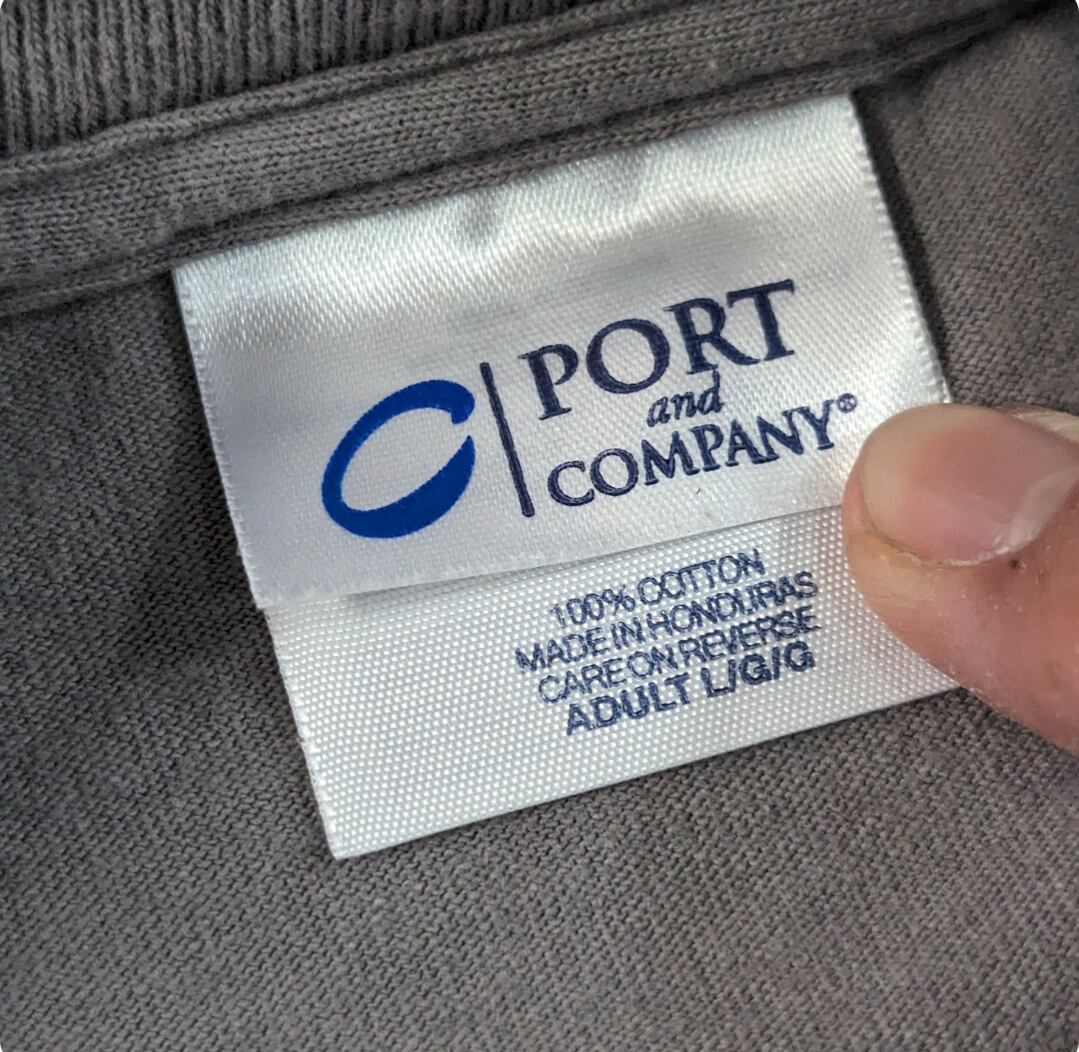 PORT
and
COMPANY®
100% COTTON
MADE IN HONDURAS
CARE ON REVERSE
ADULT L/G/G